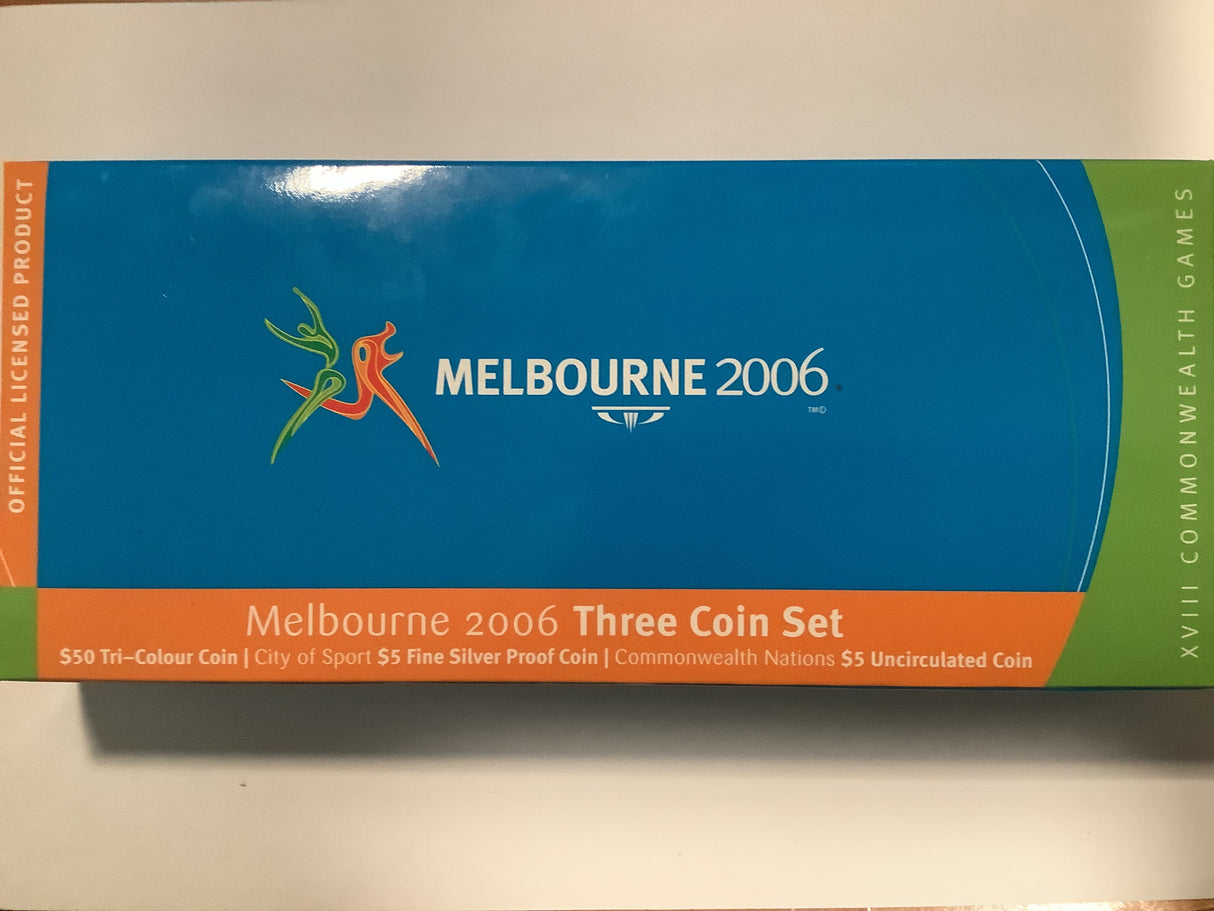 OFFICIAL LICENSED PRODUCT
MELBOURNE 2006
TM©
XVIII COMMONWEALTH GAMES
Melbourne 2006 Three Coin Set
$50 Tri-Colour Coin | City of Sport $5 Fine Silver Proof Coin | Commonwealth Nations $5 Uncirculated Coin